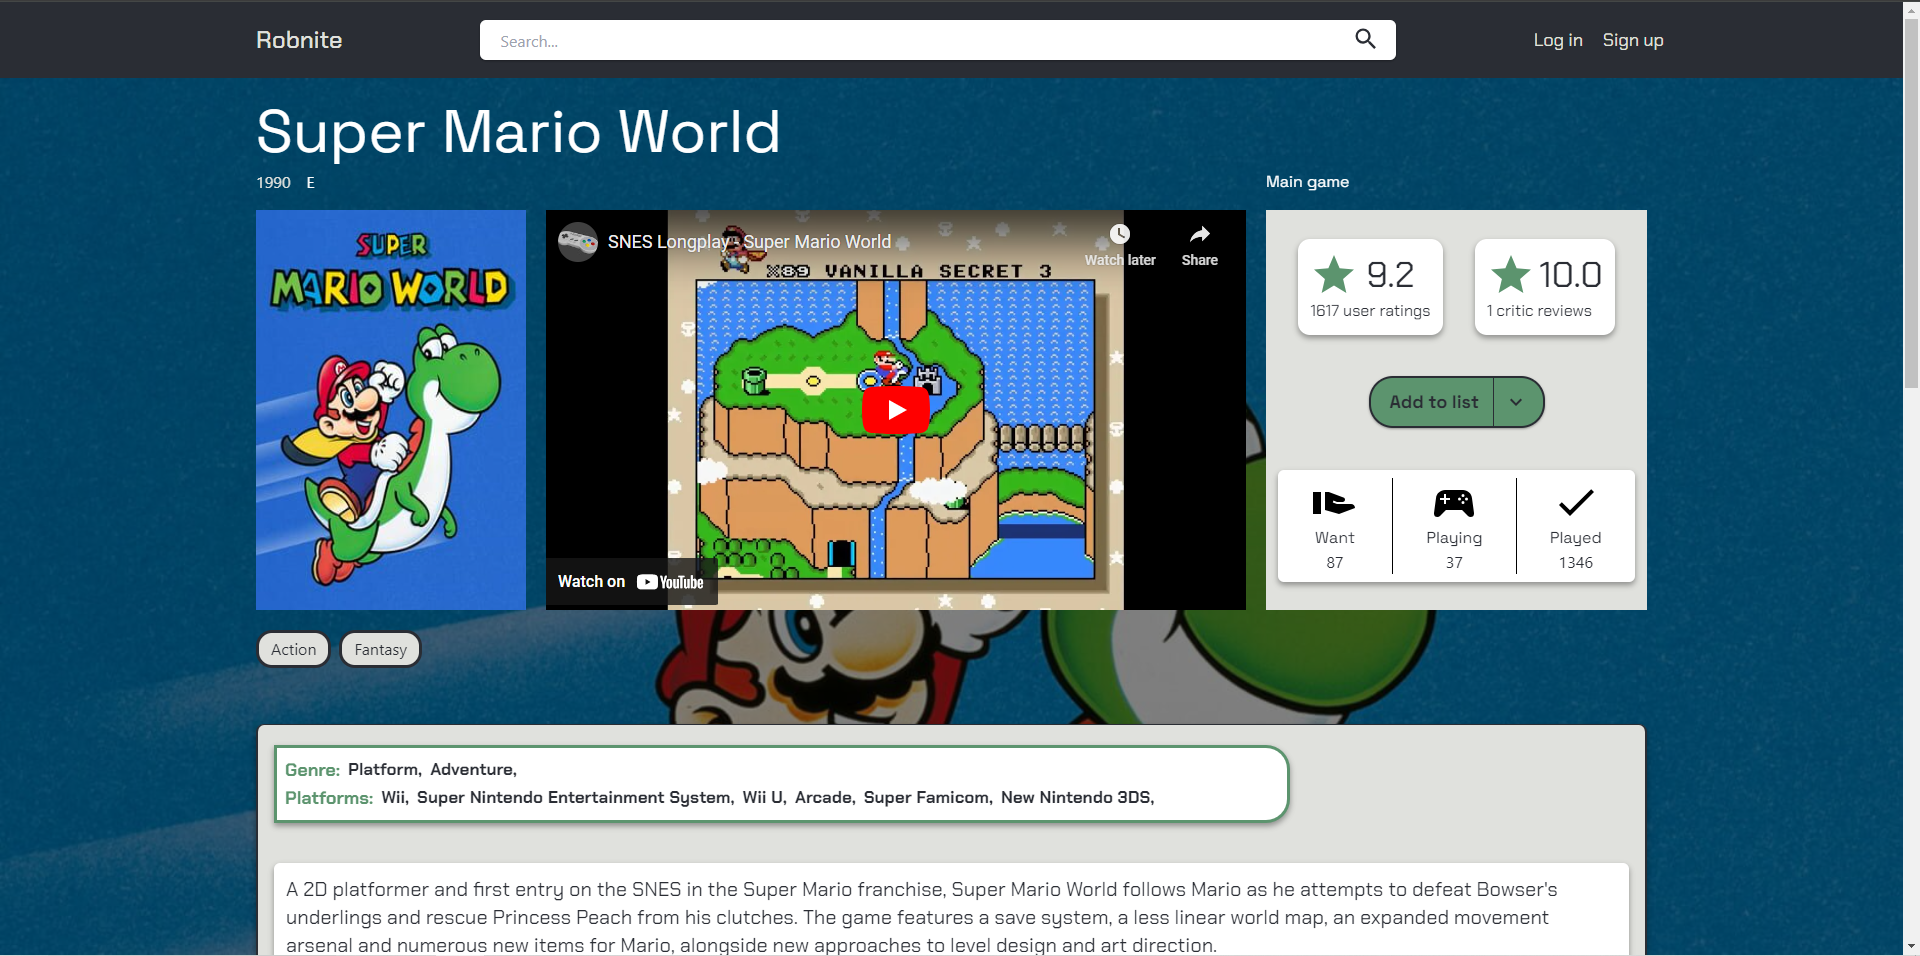 Robnite
Search...
Log in Sign up
Super Mario World
1990 E
Main game
SUPER
MARIO WORLD
SNES Longplay - Super Mario World
Watch later
Share
X89 VANILLA SECRET 3
Watch on YouTube
9.2
1617 user ratings
10.0
1 critic reviews
Add to list
Want
87
Playing
37
Played
1346
Action
Fantasy
Genre: Platform, Adventure,
Platforms: Wii, Super Nintendo Entertainment System, Wii U, Arcade, Super Famicom, New Nintendo 3DS,
A 2D platformer and first entry on the SNES in the Super Mario franchise, Super Mario World follows Mario as he attempts to defeat Bowser's
underlings and rescue Princess Peach from his clutches. The game features a save system, a less linear world map, an expanded movement
arsenal and numerous new items for Mario, alongside new approaches to level design and art direction.